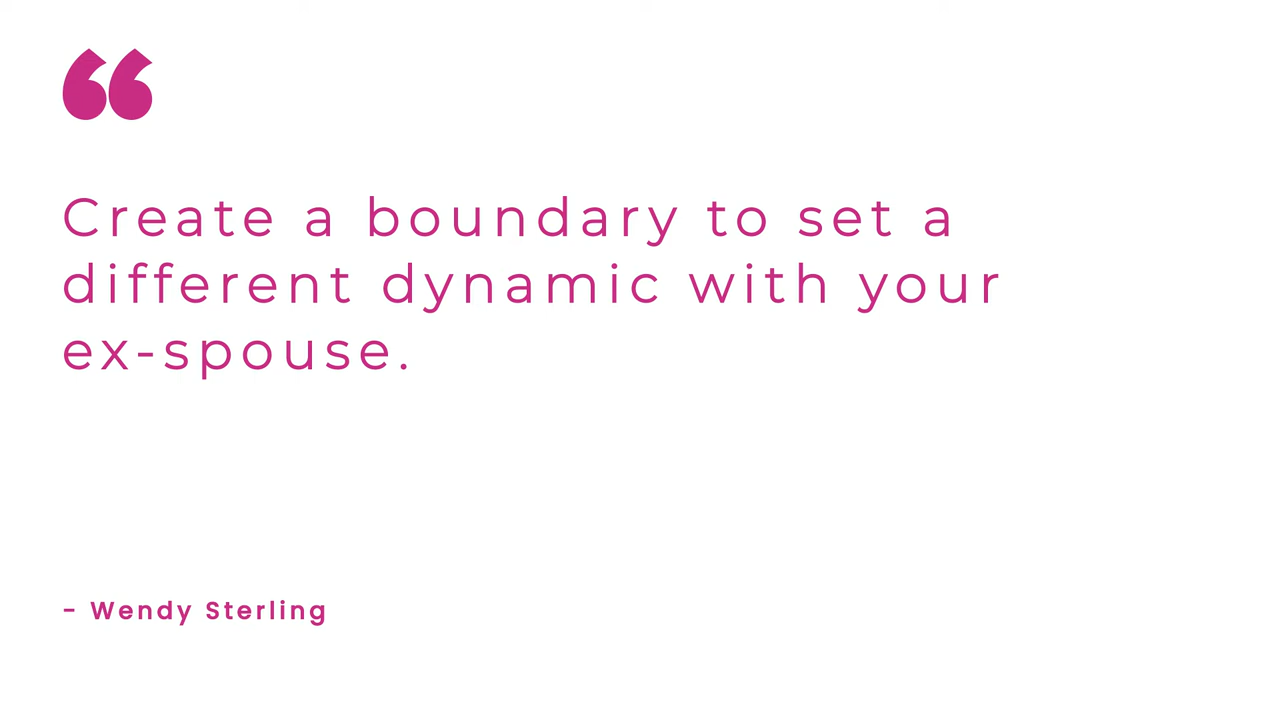 “
Create a boundary to set a
different dynamic with your
ex-spouse.
- Wendy Sterling